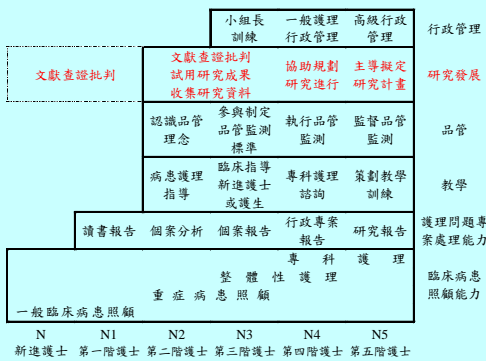 小組長 一般護理 高級行政
訓練 行政管理 管理 行政管理
文獻查證批判
文獻查證批判 試用研究成果 協助規劃 主導擬定 研究發展
收集研究資料 研究進行 研究計畫
認識品管 參與制定 執行品管 監督品管
理念 品管監測 監測 監測 品管
標準
病患護理 臨床指導 專科護理 策劃教學
指導 新進護士 諮詢 訓練 教學
或護生
讀書報告 個案分析 個案報告 行政專案 研究報告 護理問題專
報告 案處理能力
專科護理
整體性護理 臨床病患
重症病患照顧 照顧能力
一般臨床病患照顧
N N1 N2 N3 N4 N5
新進護士 第一階護士 第二階護士 第三階護士 第四階護士 第五階護士